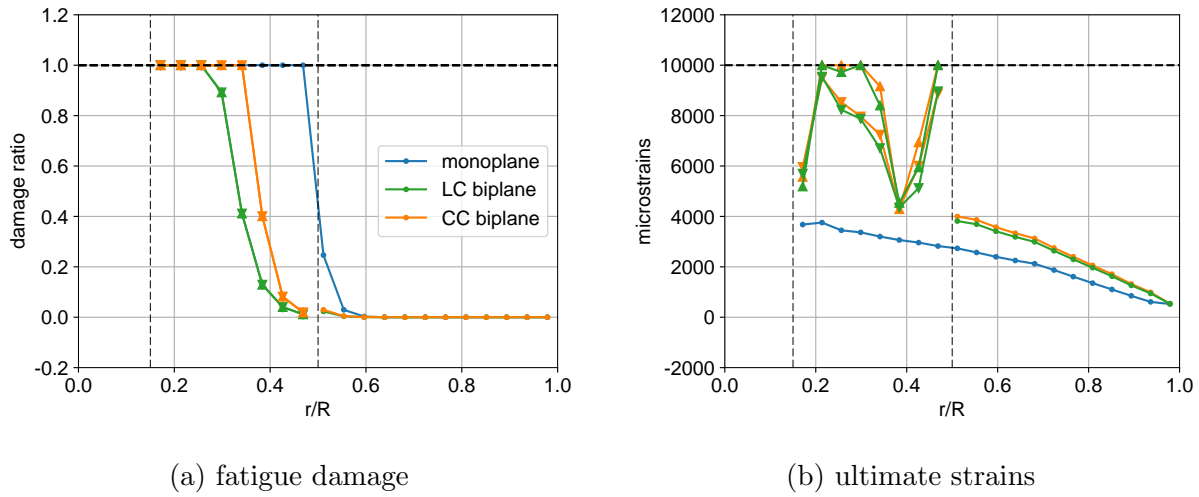 1.2
1.0
0.8
0.6
0.4
0.2
0.0
-0.2
damage ratio
0.0 0.2 0.4 0.6 0.8 1.0
r/R
monoplane
LC biplane
CC biplane
(a) fatigue damage
12000
10000
8000
6000
4000
2000
0
-2000
microstrains
0.0 0.2 0.4 0.6 0.8 1.0
r/R
(b) ultimate strains